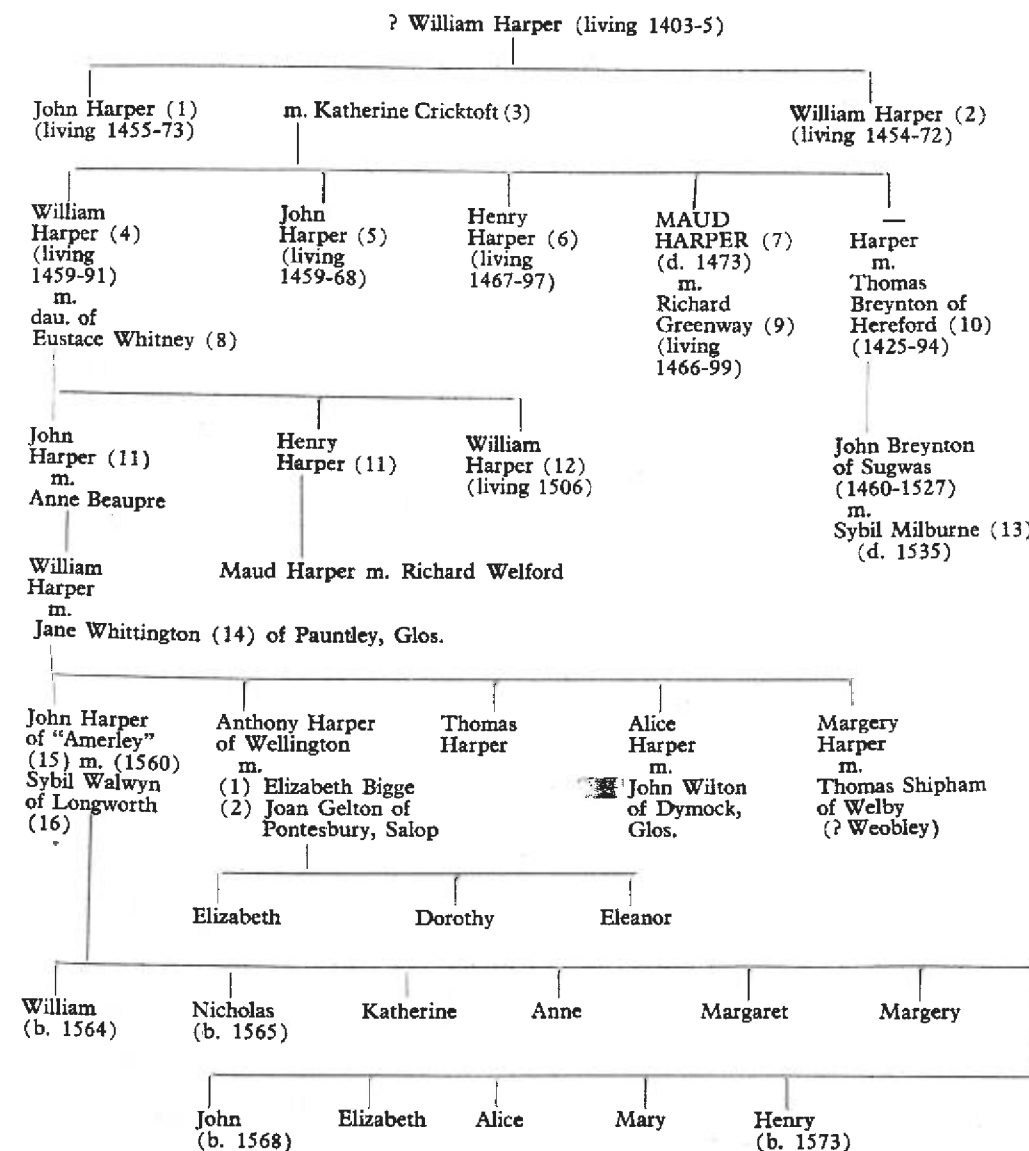 ? William Harper (living 1403-5)
John Harper (1)
(living 1455-73)
m. Katherine Cricktoft (3)
William Harper (2)
(living 1454-72)
William
Harper (4)
(living
1459-91)
m.
dau. of
Eustace Whitney (8)
John
Harper (5)
(living
1459-68)
Henry
Harper (6)
(living
1467-97)
MAUD
HARPER (7)
(d. 1473)
m.
Richard
Greenway (9)
(living
1466-99)
—
Harper
m.
Thomas
Breynton of
Hereford (10)
(1425-94)
John
Harper (11)
m.
Anne Beaupre
Henry
Harper (11)
William
Harper (12)
(living 1506)
John Breynton
of Sugwas
(1460-1527)
m.
Sybil Milburne (13)
(d. 1535)
William
Harper
m.
Jane Whittington (14) of Pauntley, Glos.
Maud Harper m. Richard Welford
John Harper
of "Amerley"
(15) m. (1560)
Sybil Walwyn
of Longworth
(16)
Anthony Harper
of Wellington
m.
(1) Elizabeth Bigge
(2) Joan Gelton of
Pontesbury, Salop
Thomas
Harper
Alice
Harper
m.
John Wilton
of Dymock,
Glos.
Margery
Harper
m.
Thomas Shipham
of Welby
(? Weobley)
Elizabeth
Dorothy
Eleanor
William
(b. 1564)
Nicholas
(b. 1565)
Katherine
Anne
Margaret
Margery
John
(b. 1568)
Elizabeth
Alice
Mary
Henry
(b. 1573)